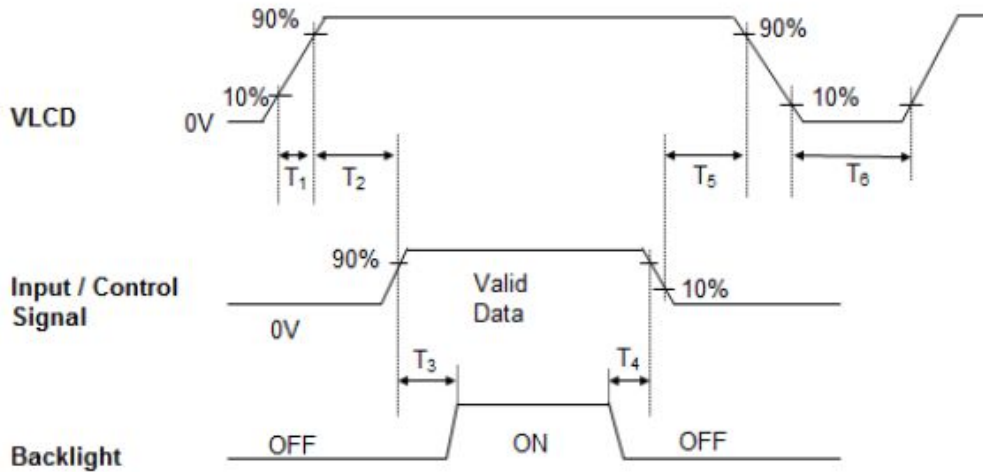 90%
90%
10%
10%
VLCD
0V
T1
T2
T5
T6
90%
Valid
Data
10%
Input / Control
Signal
0V
T3
T4
OFF
ON
OFF
Backlight